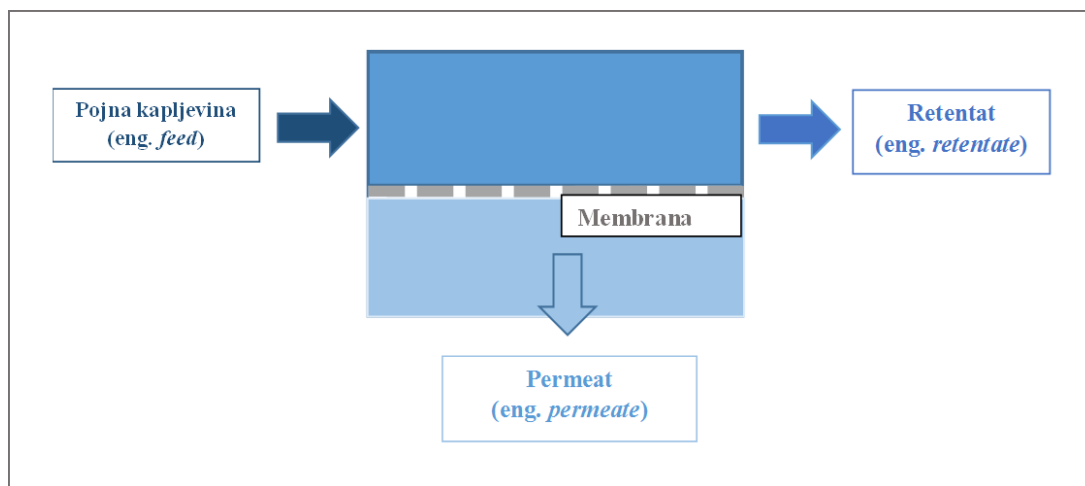 Pojna kapljevina
(eng. feed)
Retentat
(eng. retentate)
Membrana
Permeat
(eng. permeate)